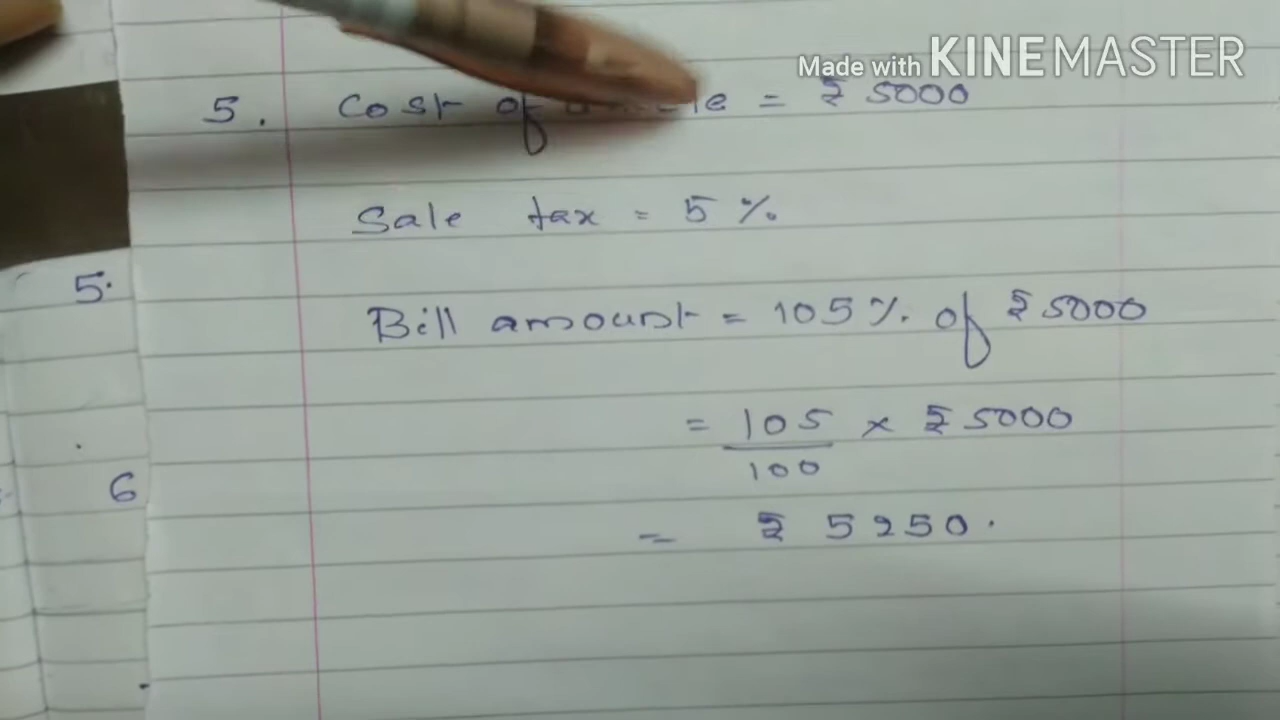 Made with KINEMASTER
5. Cost of = ₹ 5000
Sale tax = 5 %
5.
Bill amount = 105 % of ₹ 5000
= 105/100 × ₹ 5000
6
= ₹ 5250.